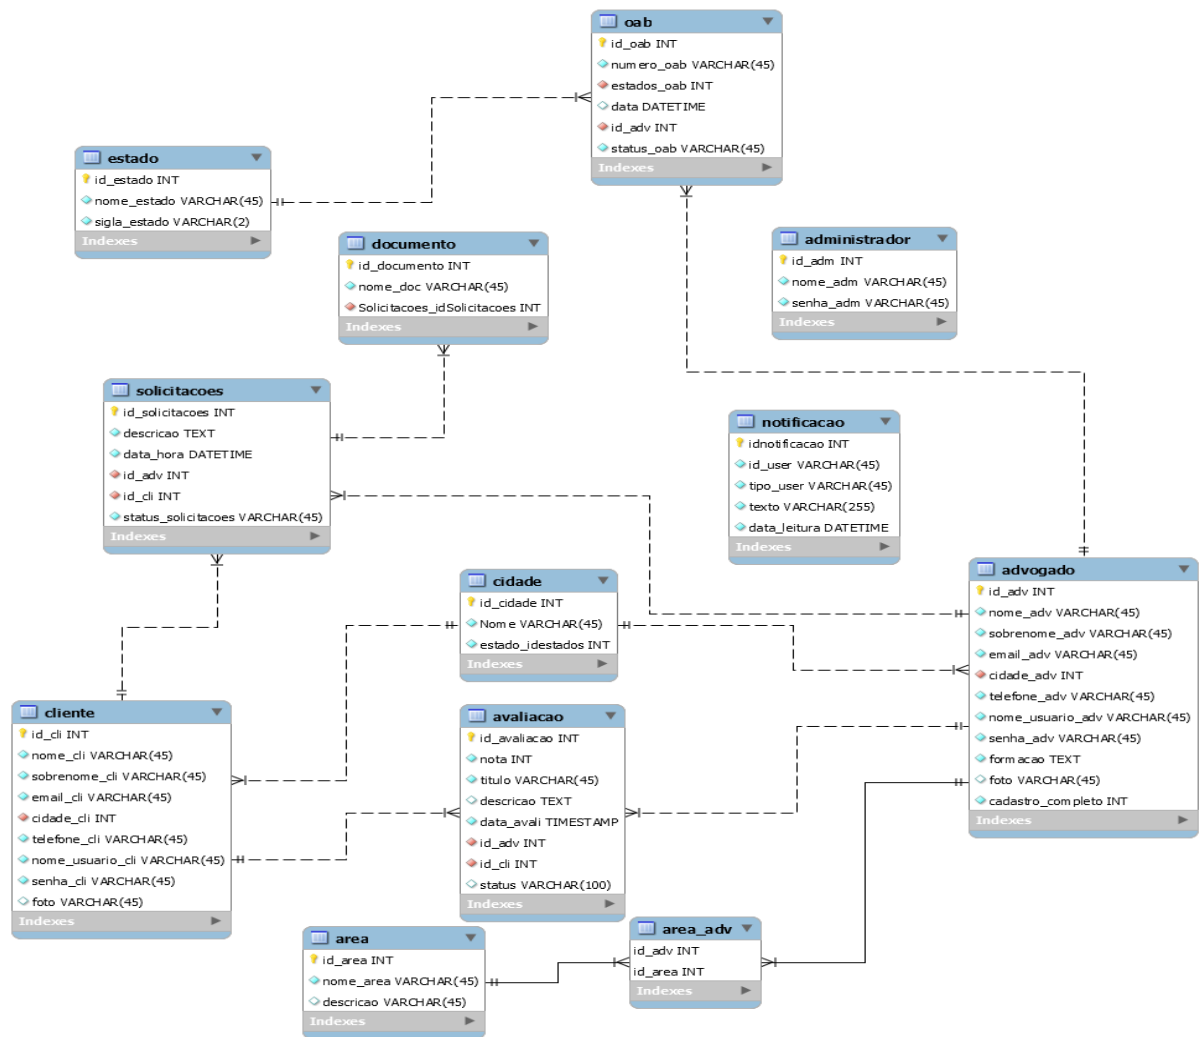 oab
id_oab INT
numero_oab VARCHAR(45)
estados_oab INT
data DATETIME
id_adv INT
status_oab VARCHAR(45)
Indexes
estado
id_estado INT
nome_estado VARCHAR(45)
sigla_estado VARCHAR(2)
Indexes
documento
id_documento INT
nome_doc VARCHAR(45)
Solicitacoes_idSolicitacoes INT
Indexes
administrador
id_adm INT
nome_adm VARCHAR(45)
senha_adm VARCHAR(45)
Indexes
solicitacoes
id_solicitacoes INT
descricao TEXT
data_hora DATETIME
id_adv INT
id_cli INT
status_solicitacoes VARCHAR(45)
Indexes
notificacao
idnotificacao INT
id_user VARCHAR(45)
tipo_user VARCHAR(45)
texto VARCHAR(255)
data_leitura DATETIME
Indexes
cidade
id_cidade INT
Nome VARCHAR(45)
estado_idestados INT
Indexes
advogado
id_adv INT
nome_adv VARCHAR(45)
sobrenome_adv VARCHAR(45)
email_adv VARCHAR(45)
cidade_adv INT
telefone_adv VARCHAR(45)
nome_usuario_adv VARCHAR(45)
senha_adv VARCHAR(45)
formacao TEXT
foto VARCHAR(45)
cadastro_completo INT
Indexes
cliente
id_cli INT
nome_cli VARCHAR(45)
sobrenome_cli VARCHAR(45)
email_cli VARCHAR(45)
cidade_cli INT
telefone_cli VARCHAR(45)
nome_usuario_cli VARCHAR(45)
senha_cli VARCHAR(45)
foto VARCHAR(45)
Indexes
avaliacao
id_avaliacao INT
nota INT
titulo VARCHAR(45)
descricao TEXT
data_avali TIMESTAMP
id_adv INT
id_cli INT
status VARCHAR(100)
Indexes
area
id_area INT
nome_area VARCHAR(45)
descricao VARCHAR(45)
Indexes
area_adv
id_adv INT
id_area INT
Indexes